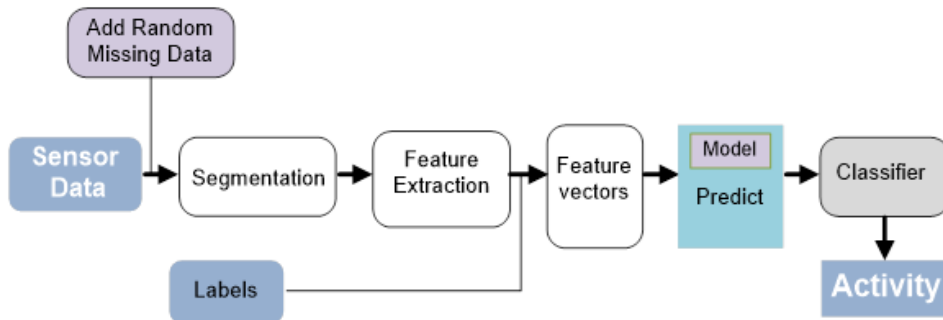 Add Random
Missing Data
Sensor
Data
Segmentation
Feature
Extraction
Feature
vectors
Model
Predict
Classifier
Labels
Activity